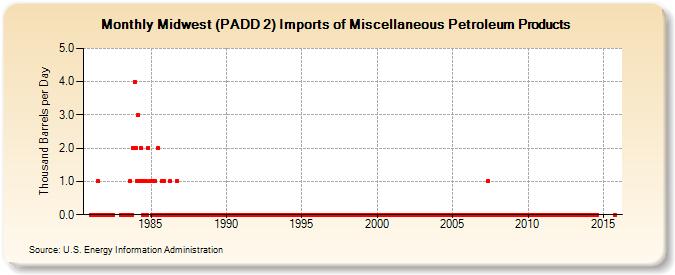 Monthly Midwest (PADD 2) Imports of Miscellaneous Petroleum Products
Thousand Barrels per Day
5.0
4.0
3.0
2.0
1.0
0.0
1985 1990 1995 2000 2005 2010 2015
Source: U.S. Energy Information Administration